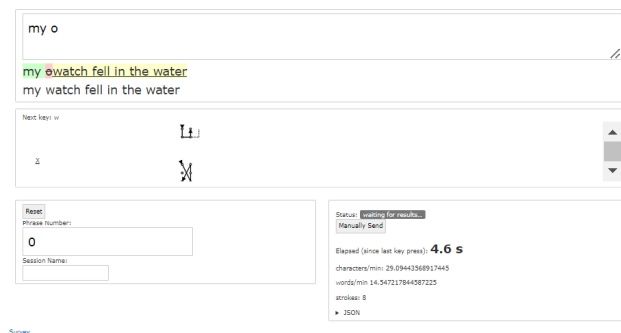 my o
my owatch fell in the water
my watch fell in the water
Next key: w
x
Reset
Phrase Number:
0
Session Name:
Status: waiting for results...
Manually Send
Elapsed (since last key press): 4.6 s
characters/min: 29.09443568917445
words/min 14.547217844587225
strokes: 8
▸ JSON
Survey